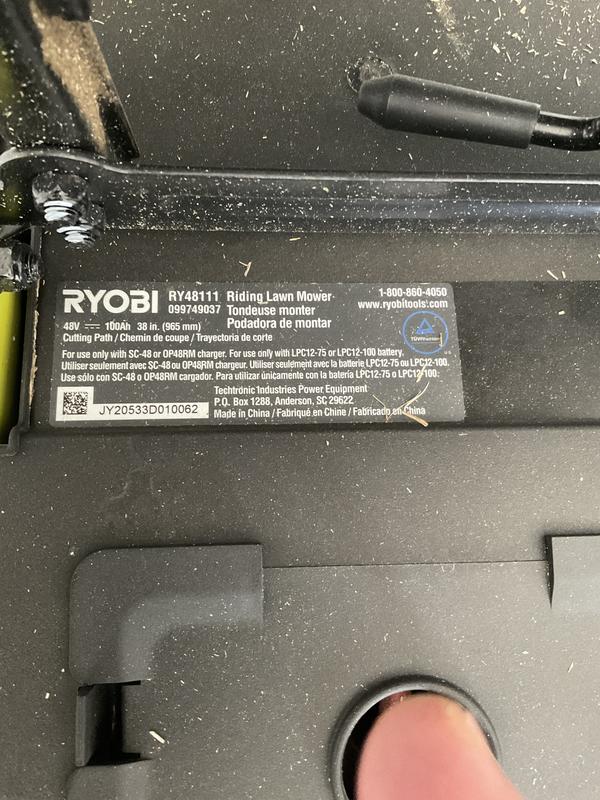 RYOBI RY48111 Riding Lawn Mower 1-800-860-4050
099749037 Tondeuse monter www.ryobitools.com
48V 100Ah 38 in. (965 mm) Podadora de montar
Cutting Path / Chemin de coupe / Trayectoria de corte
For use only with SC-48 or OP48RM charger. For use only with LPC12-75 or LPC12-100 battery.
Utiliser seulement avec SC-48 ou OP48RM chargeur. Utiliser seulment avec la batterie LPC12-75 ou LPC12-100.
Use sólo con SC-48 o OP48RM cargador. Para utilizar únicamente con la batería LPC12-75 o LPC12-100.
Techtronic Industries Power Equipment
P.O. Box 1288, Anderson, SC 29622
JY20533D010062 Made in China / Fabriqué en Chine / Fabricado en China